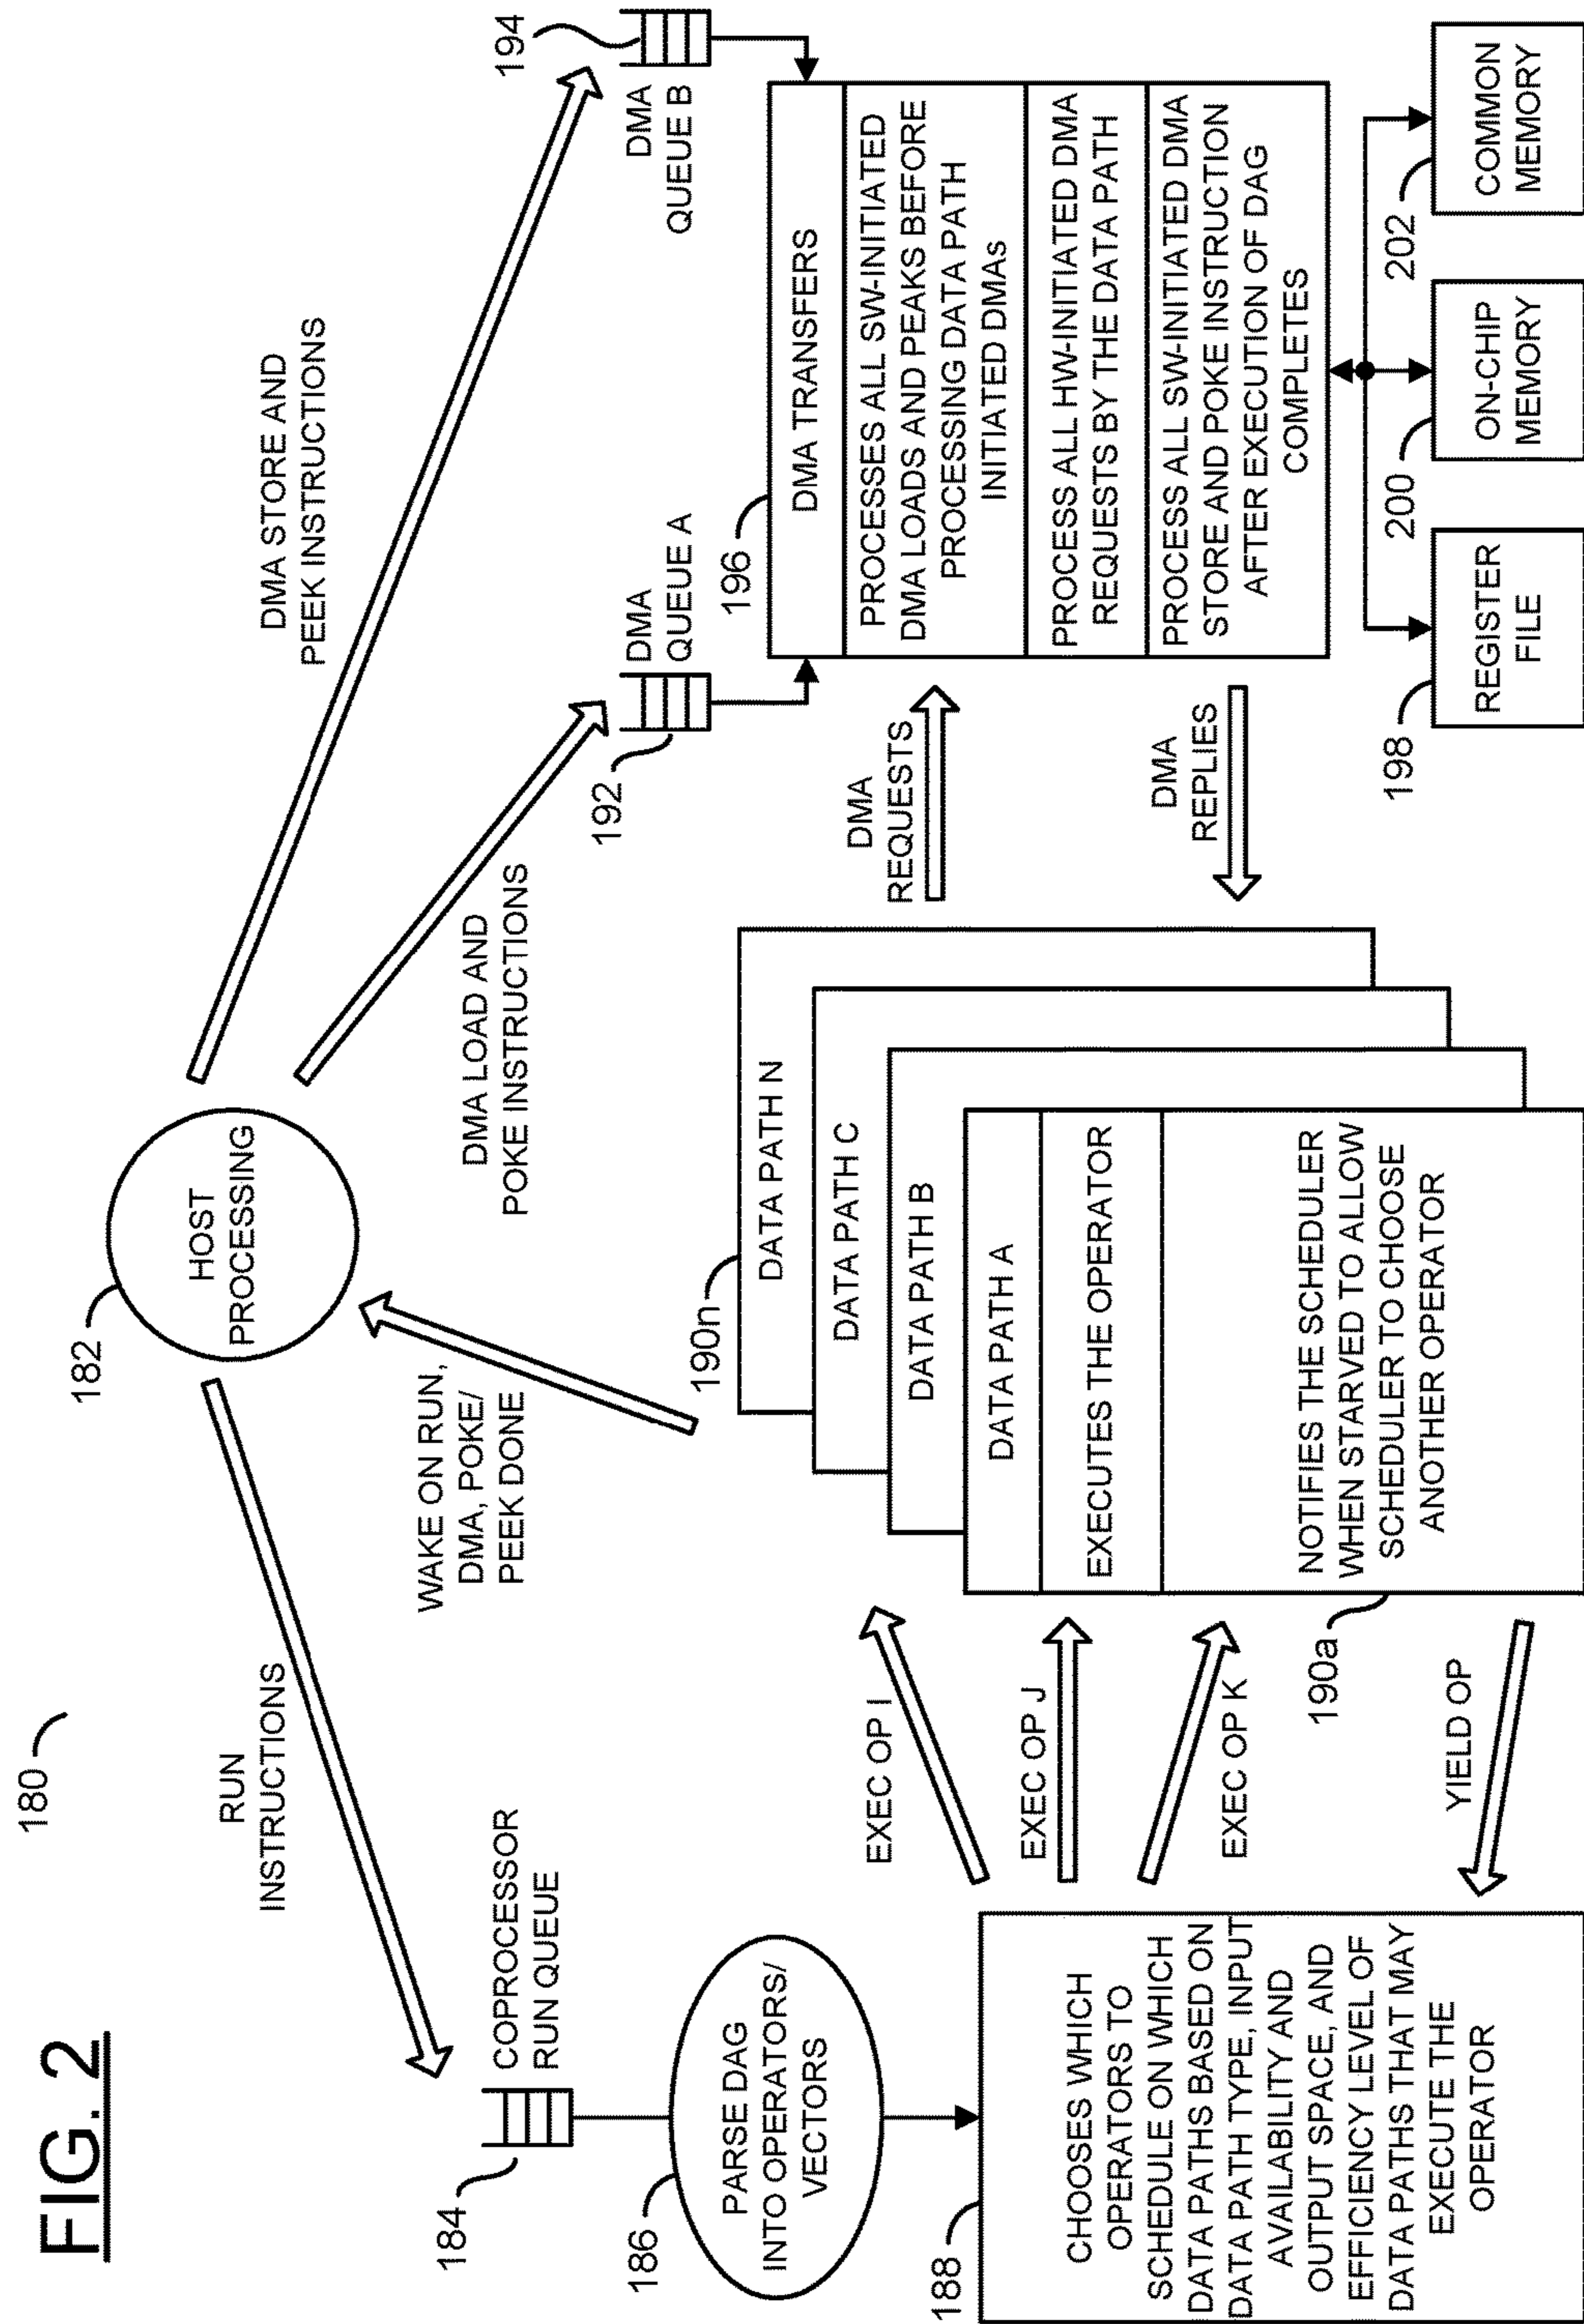 FIG. 2
180
182
HOST
PROCESSING
RUN
INSTRUCTIONS
WAKE ON RUN,
DMA, POKE/
PEEK DONE
DMA LOAD AND
POKE INSTRUCTIONS
DMA STORE AND
PEEK INSTRUCTIONS
184
COPROCESSOR
RUN QUEUE
186
PARSE DAG
INTO OPERATORS/
VECTORS
188
CHOOSES WHICH
OPERATORS TO
SCHEDULE ON WHICH
DATA PATHS BASED ON
DATA PATH TYPE, INPUT
AVAILABILITY AND
OUTPUT SPACE, AND
EFFICIENCY LEVEL OF
DATA PATHS THAT MAY
EXECUTE THE
OPERATOR
EXEC OP I
EXEC OP J
EXEC OP K
YIELD OP
190n
DATA PATH N
DATA PATH C
DATA PATH B
DATA PATH A
EXECUTES THE OPERATOR
NOTIFIES THE SCHEDULER
WHEN STARVED TO ALLOW
SCHEDULER TO CHOOSE
ANOTHER OPERATOR
190a
DMA
REQUESTS
DMA
REPLIES
192
DMA
QUEUE A
194
DMA
QUEUE B
196
DMA TRANSFERS
PROCESSES ALL SW-INITIATED
DMA LOADS AND PEAKS BEFORE
PROCESSING DATA PATH
INITIATED DMAs
PROCESS ALL HW-INITIATED DMA
REQUESTS BY THE DATA PATH
PROCESS ALL SW-INITIATED DMA
STORE AND POKE INSTRUCTION
AFTER EXECUTION OF DAG
COMPLETES
198
REGISTER
FILE
200
ON-CHIP
MEMORY
202
COMMON
MEMORY